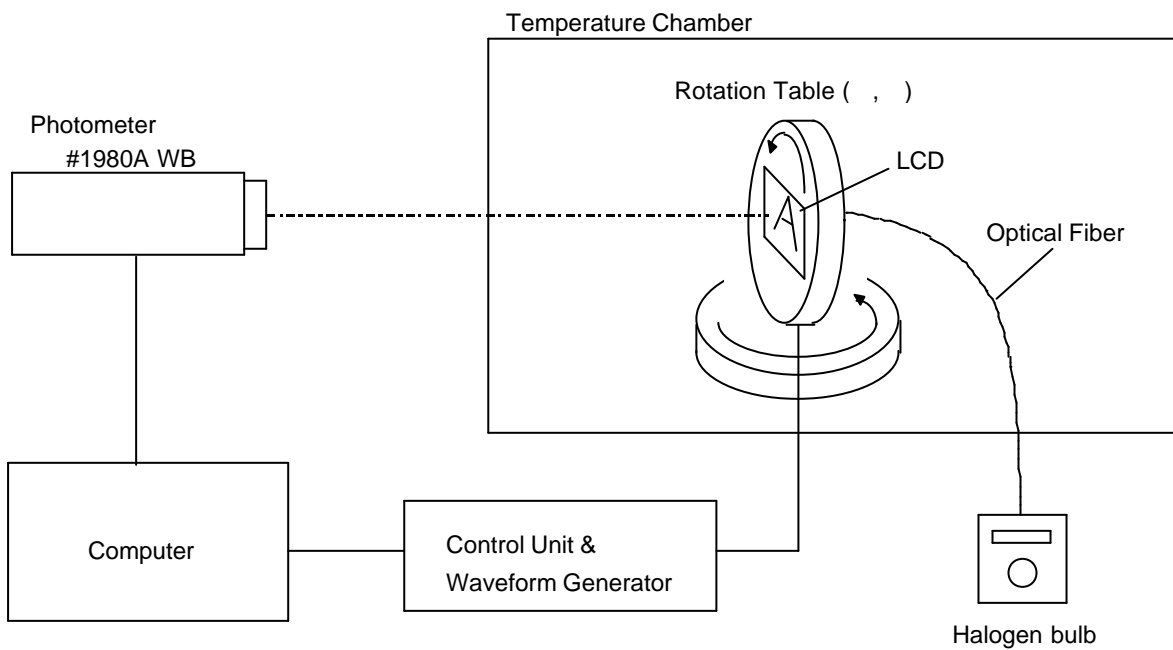 Temperature Chamber
Rotation Table ( , )
Photometer
#1980A WB
LCD
A
Optical Fiber
Computer
Control Unit &
Waveform Generator
Halogen bulb